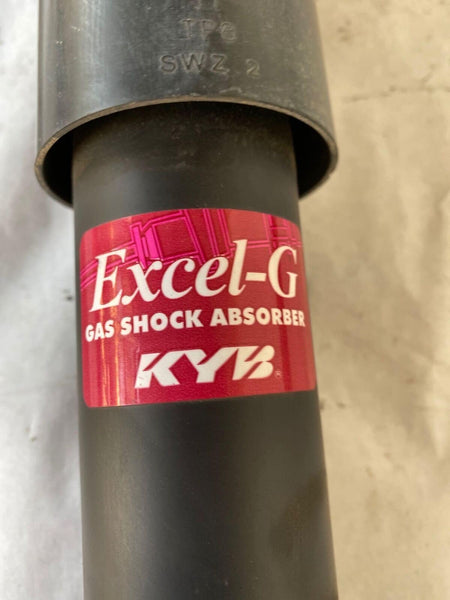 SWZ 2
Excel-G
GAS SHOCK ABSORBER
KYB®